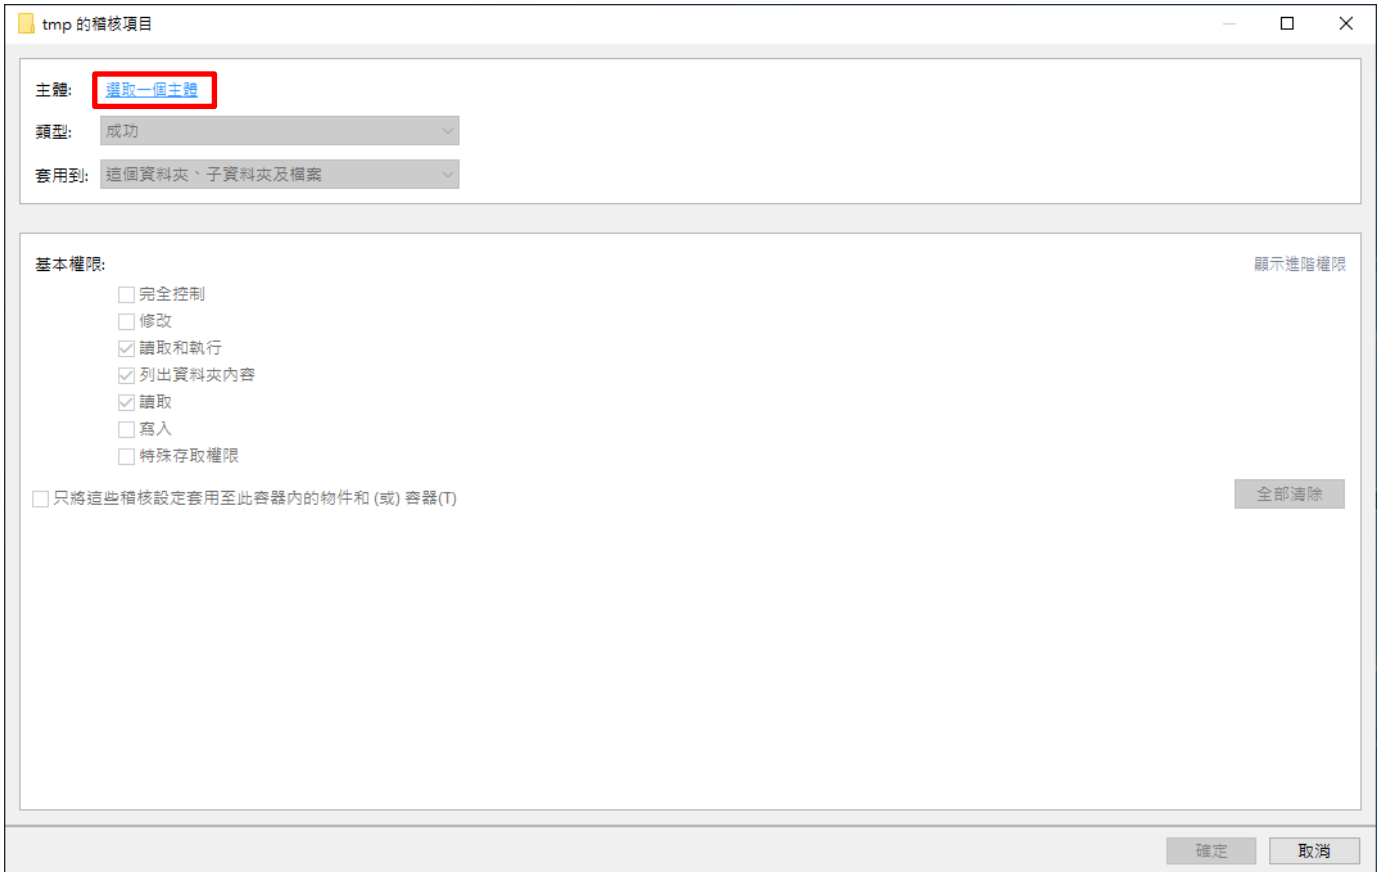 tmp 的稽核項目
主體: 選取一個主體
類型: 成功
套用到: 這個資料夾、子資料夾及檔案
基本權限: 顯示進階權限
完全控制
修改
讀取和執行
列出資料夾內容
讀取
寫入
特殊存取權限
只將這些稽核設定套用至此容器內的物件和 (或) 容器(T) 全部清除
確定 取消